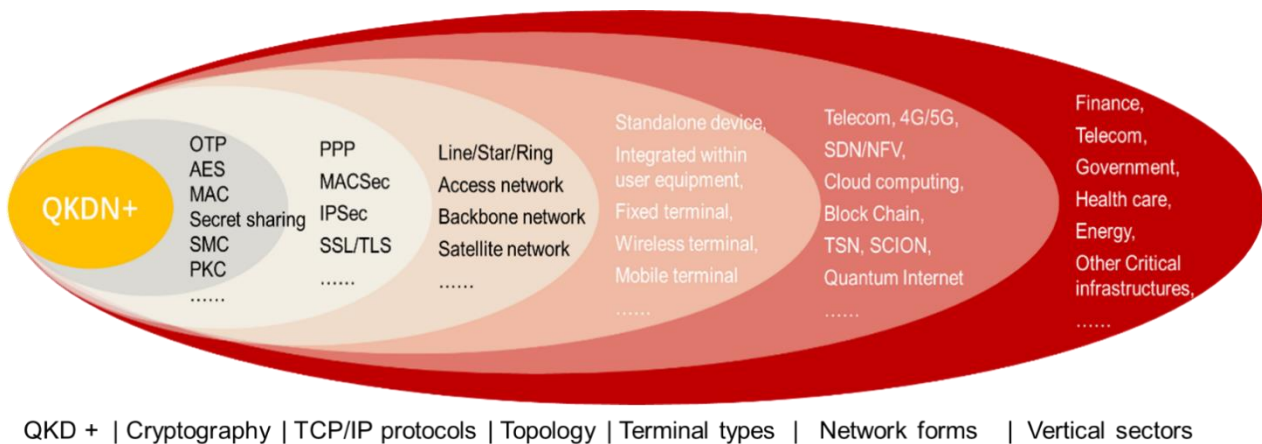 QKDN+
OTP
AES
MAC
Secret sharing
SMC
PKC
......
PPP
MACSec
IPSec
SSL/TLS
......
Line/Star/Ring
Access network
Backbone network
Satellite network
......
Standalone device,
Integrated within
user equipment,
Fixed terminal,
Wireless terminal,
Mobile terminal
......
Telecom, 4G/5G,
SDN/NFV,
Cloud computing,
Block Chain,
TSN, SCION,
Quantum Internet
......
Finance,
Telecom,
Government,
Health care,
Energy,
Other Critical
infrastructures,
......
QKD + | Cryptography | TCP/IP protocols | Topology | Terminal types | Network forms | Vertical sectors